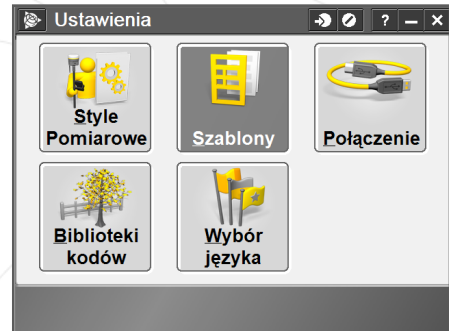 Ustawienia
? – ×
Style
Pomiarowe
Szablony
Połączenie
Biblioteki
kodów
Wybór
języka